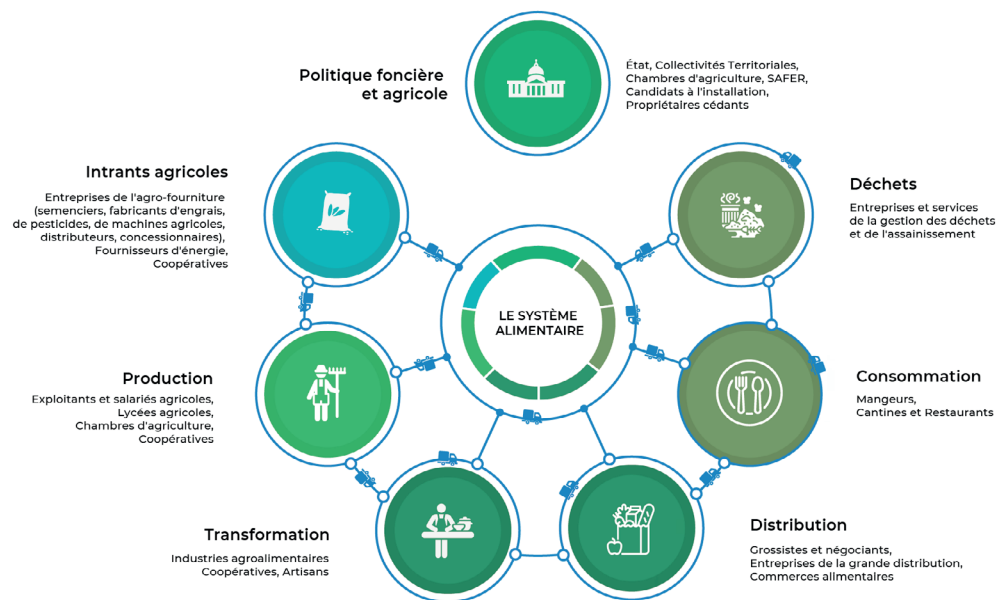 Politique foncière
et agricole
État, Collectivités Territoriales,
Chambres d'agriculture, SAFER,
Candidats à l'installation,
Propriétaires cédants
Intrants agricoles
Entreprises de l'agro-fourniture
(semenciers, fabricants d'engrais,
de pesticides, de machines agricoles,
distributeurs, concessionnaires),
Fournisseurs d'énergie,
Coopératives
Déchets
Entreprises et services
de la gestion des déchets
et de l'assainissement
LE SYSTÈME
ALIMENTAIRE
Production
Exploitants et salariés agricoles,
Lycées agricoles,
Chambres d'agriculture,
Coopératives
Consommation
Mangeurs,
Cantines et Restaurants
Transformation
Industries agroalimentaires
Coopératives, Artisans
Distribution
Grossistes et négociants,
Entreprises de la grande distribution,
Commerces alimentaires